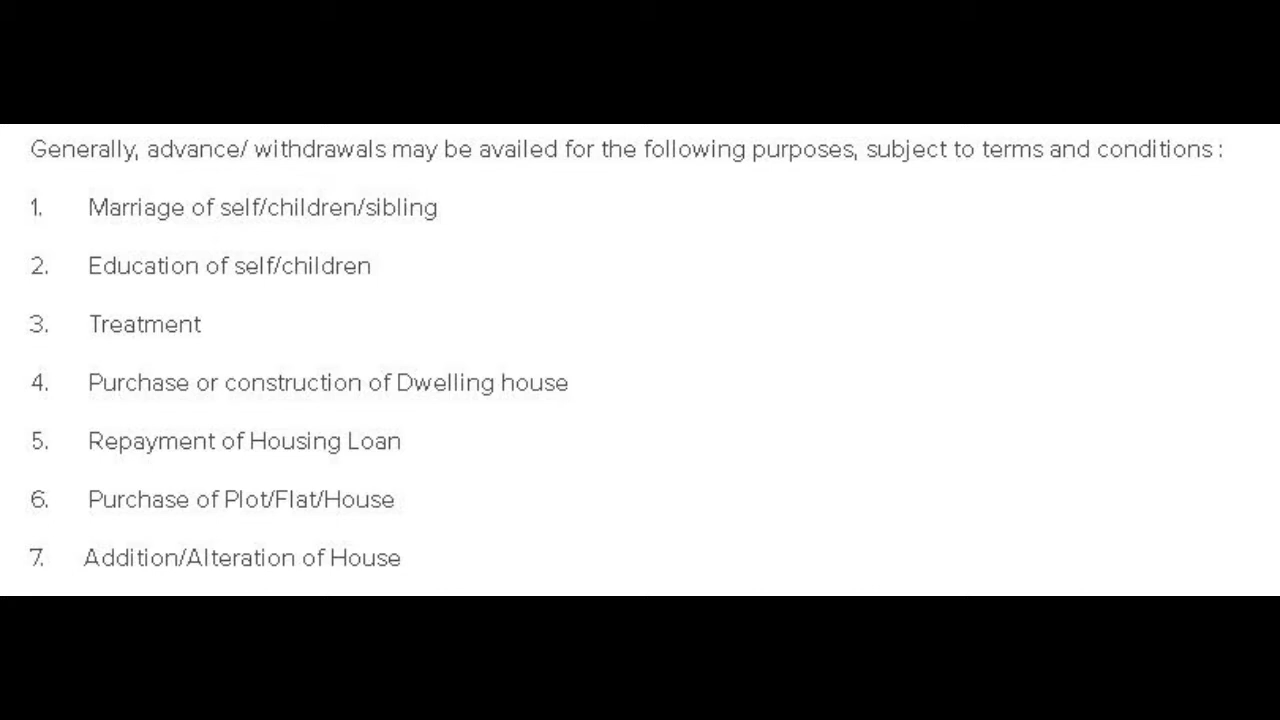 Generally, advance/ withdrawals may be availed for the following purposes, subject to terms and conditions :
1. Marriage of self/children/sibling
2. Education of self/children
3. Treatment
4. Purchase or construction of Dwelling house
5. Repayment of Housing Loan
6. Purchase of Plot/Flat/House
7. Addition/Alteration of House